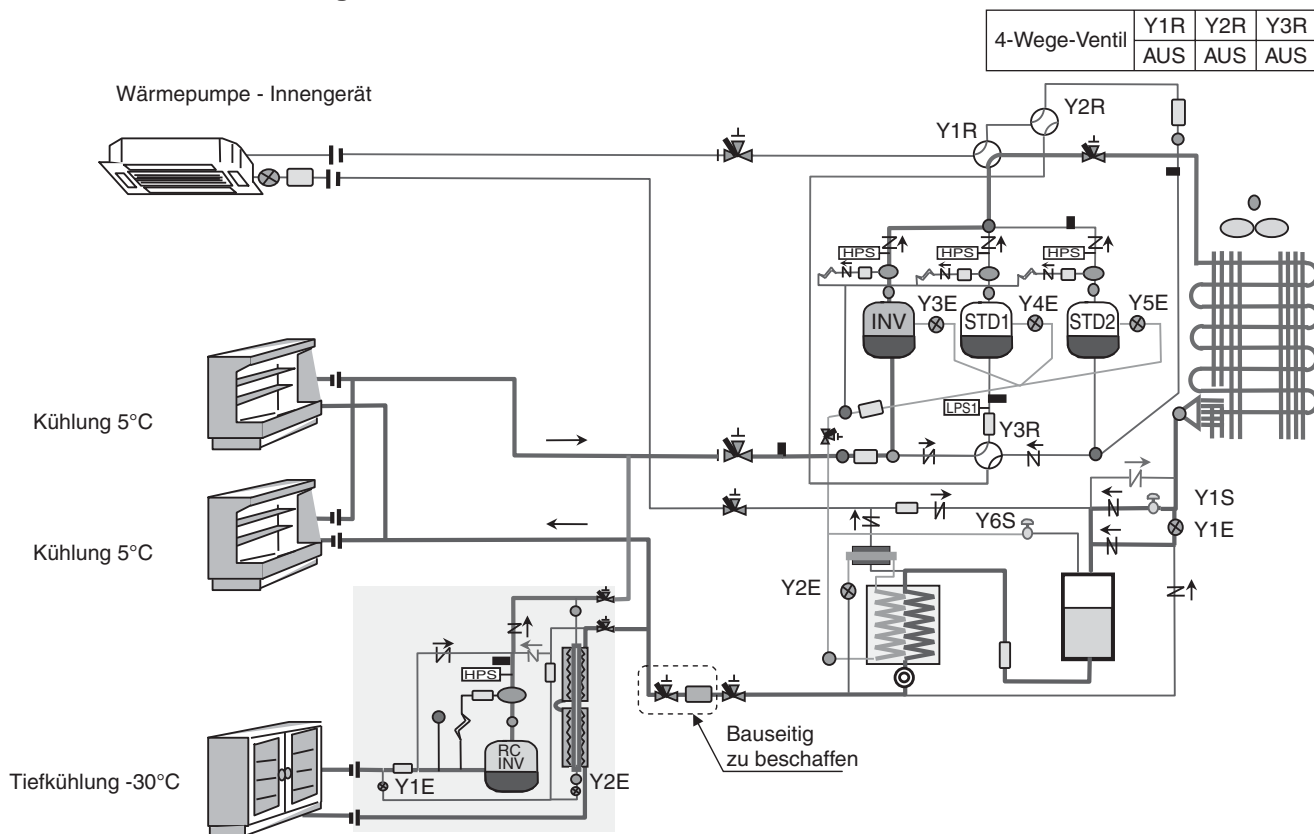 4-Wege-Ventil Y1R Y2R Y3R
AUS AUS AUS
Wärmepumpe - Innengerät
Y2R
Y1R
HPS HPS HPS
Y3E Y4E Y5E
INV STD1 STD2
LPS1
Kühlung 5°C
Y3R
Y1S
Y6S
Y1E
Kühlung 5°C
Y2E
HPS
Bauseitig
zu beschaffen
RC
INV
Tiefkühlung -30°C
Y1E
Y2E